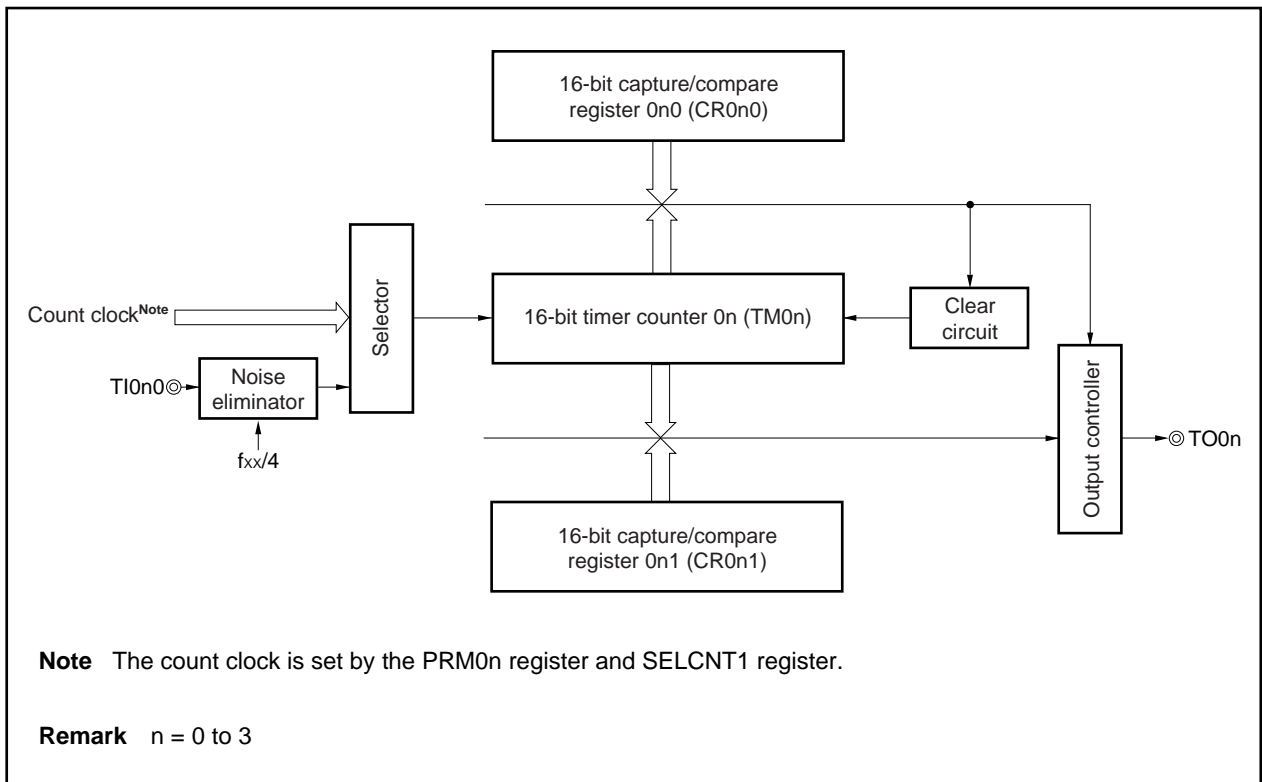 16-bit capture/compare
register 0n0 (CR0n0)
Selector
Count clockNote
16-bit timer counter 0n (TM0n)
Clear
circuit
TI0n0
Noise
eliminator
fxx/4
Output controller
TO0n
16-bit capture/compare
register 0n1 (CR0n1)
Note The count clock is set by the PRM0n register and SELCNT1 register.
Remark n = 0 to 3